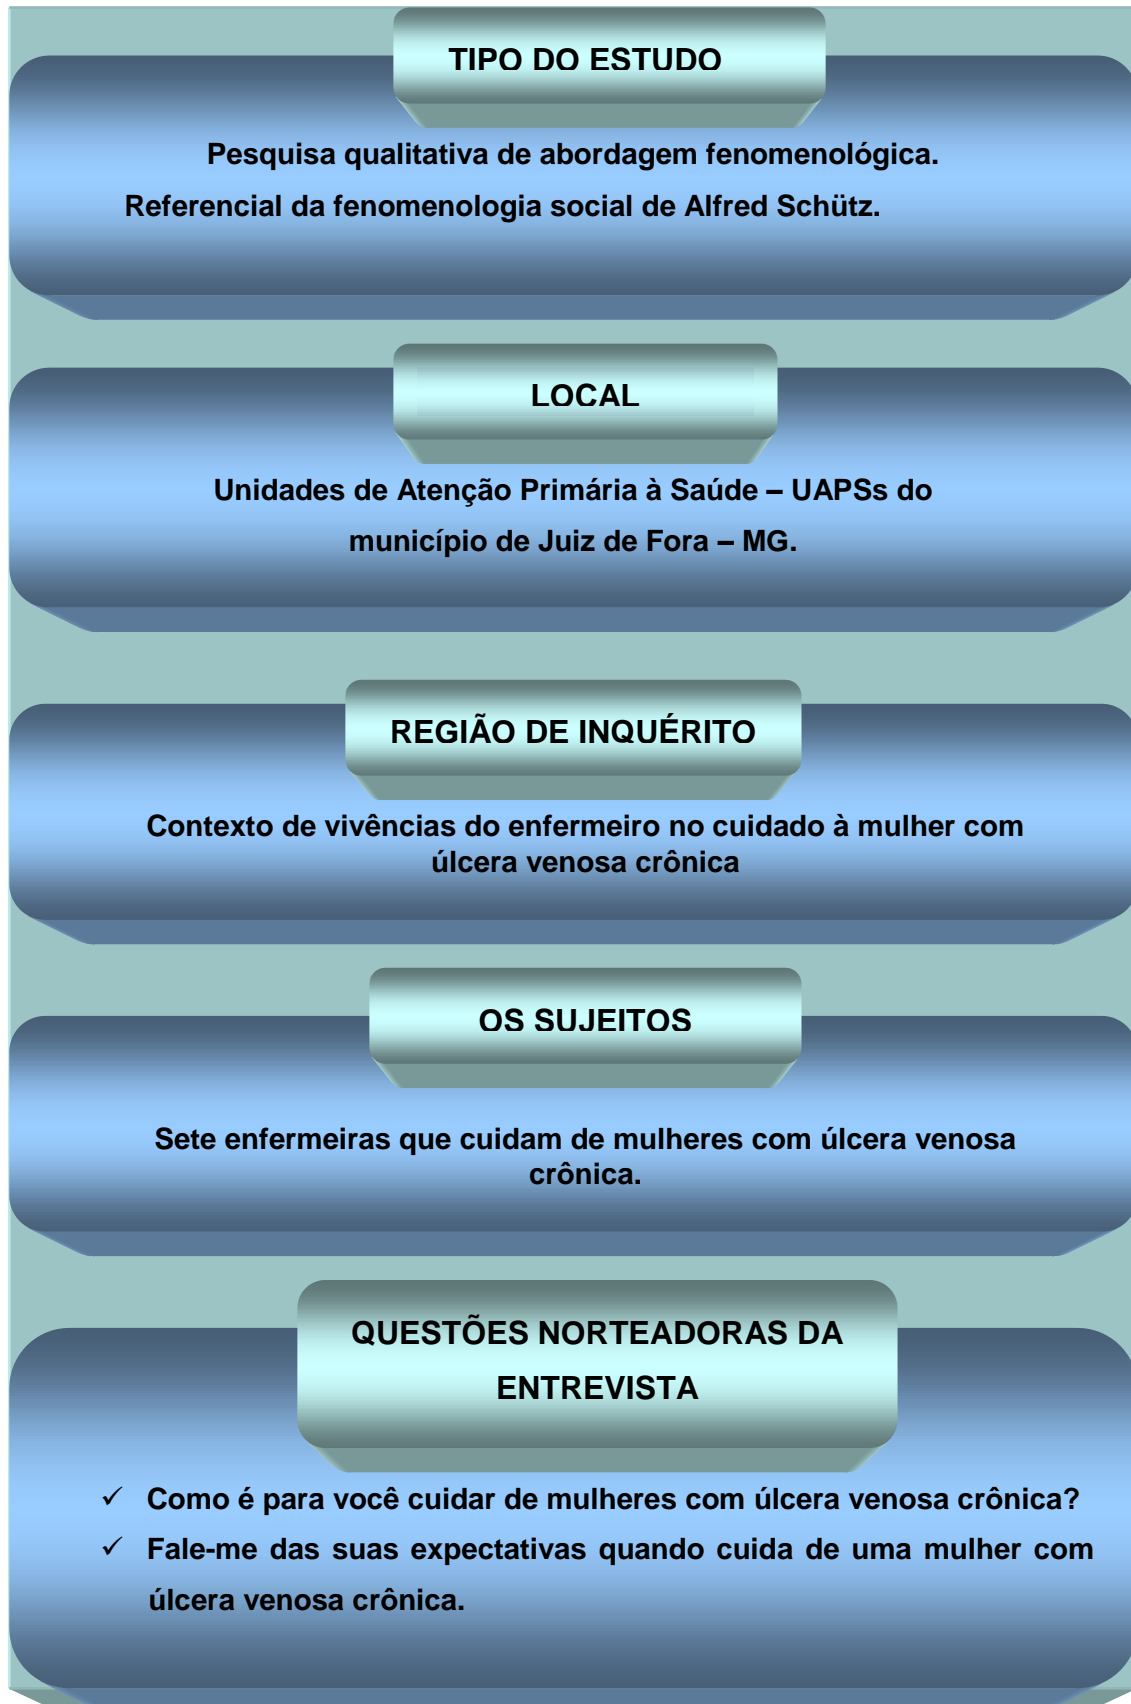 TIPO DO ESTUDO
Pesquisa qualitativa de abordagem fenomenológica.
Referencial da fenomenologia social de Alfred Schütz.
LOCAL
Unidades de Atenção Primária à Saúde – UAPSs do
município de Juiz de Fora – MG.
REGIÃO DE INQUÉRITO
Contexto de vivências do enfermeiro no cuidado à mulher com
úlcera venosa crônica
OS SUJEITOS
Sete enfermeiras que cuidam de mulheres com úlcera venosa
crônica.
QUESTÕES NORTEADORAS DA
ENTREVISTA
✓ Como é para você cuidar de mulheres com úlcera venosa crônica?
✓ Fale-me das suas expectativas quando cuida de uma mulher com
úlcera venosa crônica.